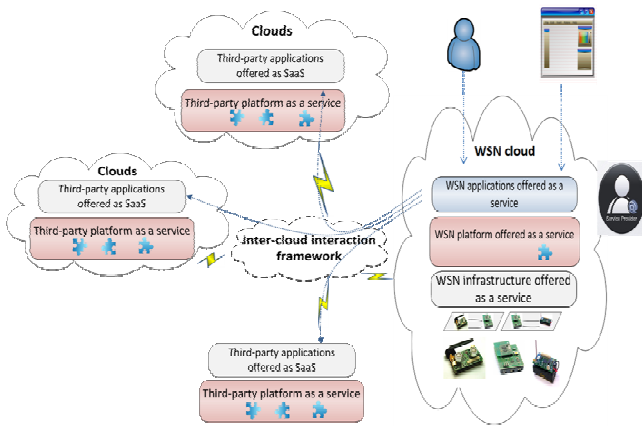 Clouds
Third-party applications
offered as SaaS
Third-party platform as a service
WSN cloud
Clouds
Third-party applications
offered as SaaS
Third-party platform as a service
WSN applications offered as a
service
Service Provider
WSN platform offered as a service
Inter-cloud interaction
framework
WSN infrastructure offered
as a service
Third-party applications
offered as SaaS
Third-party platform as a service